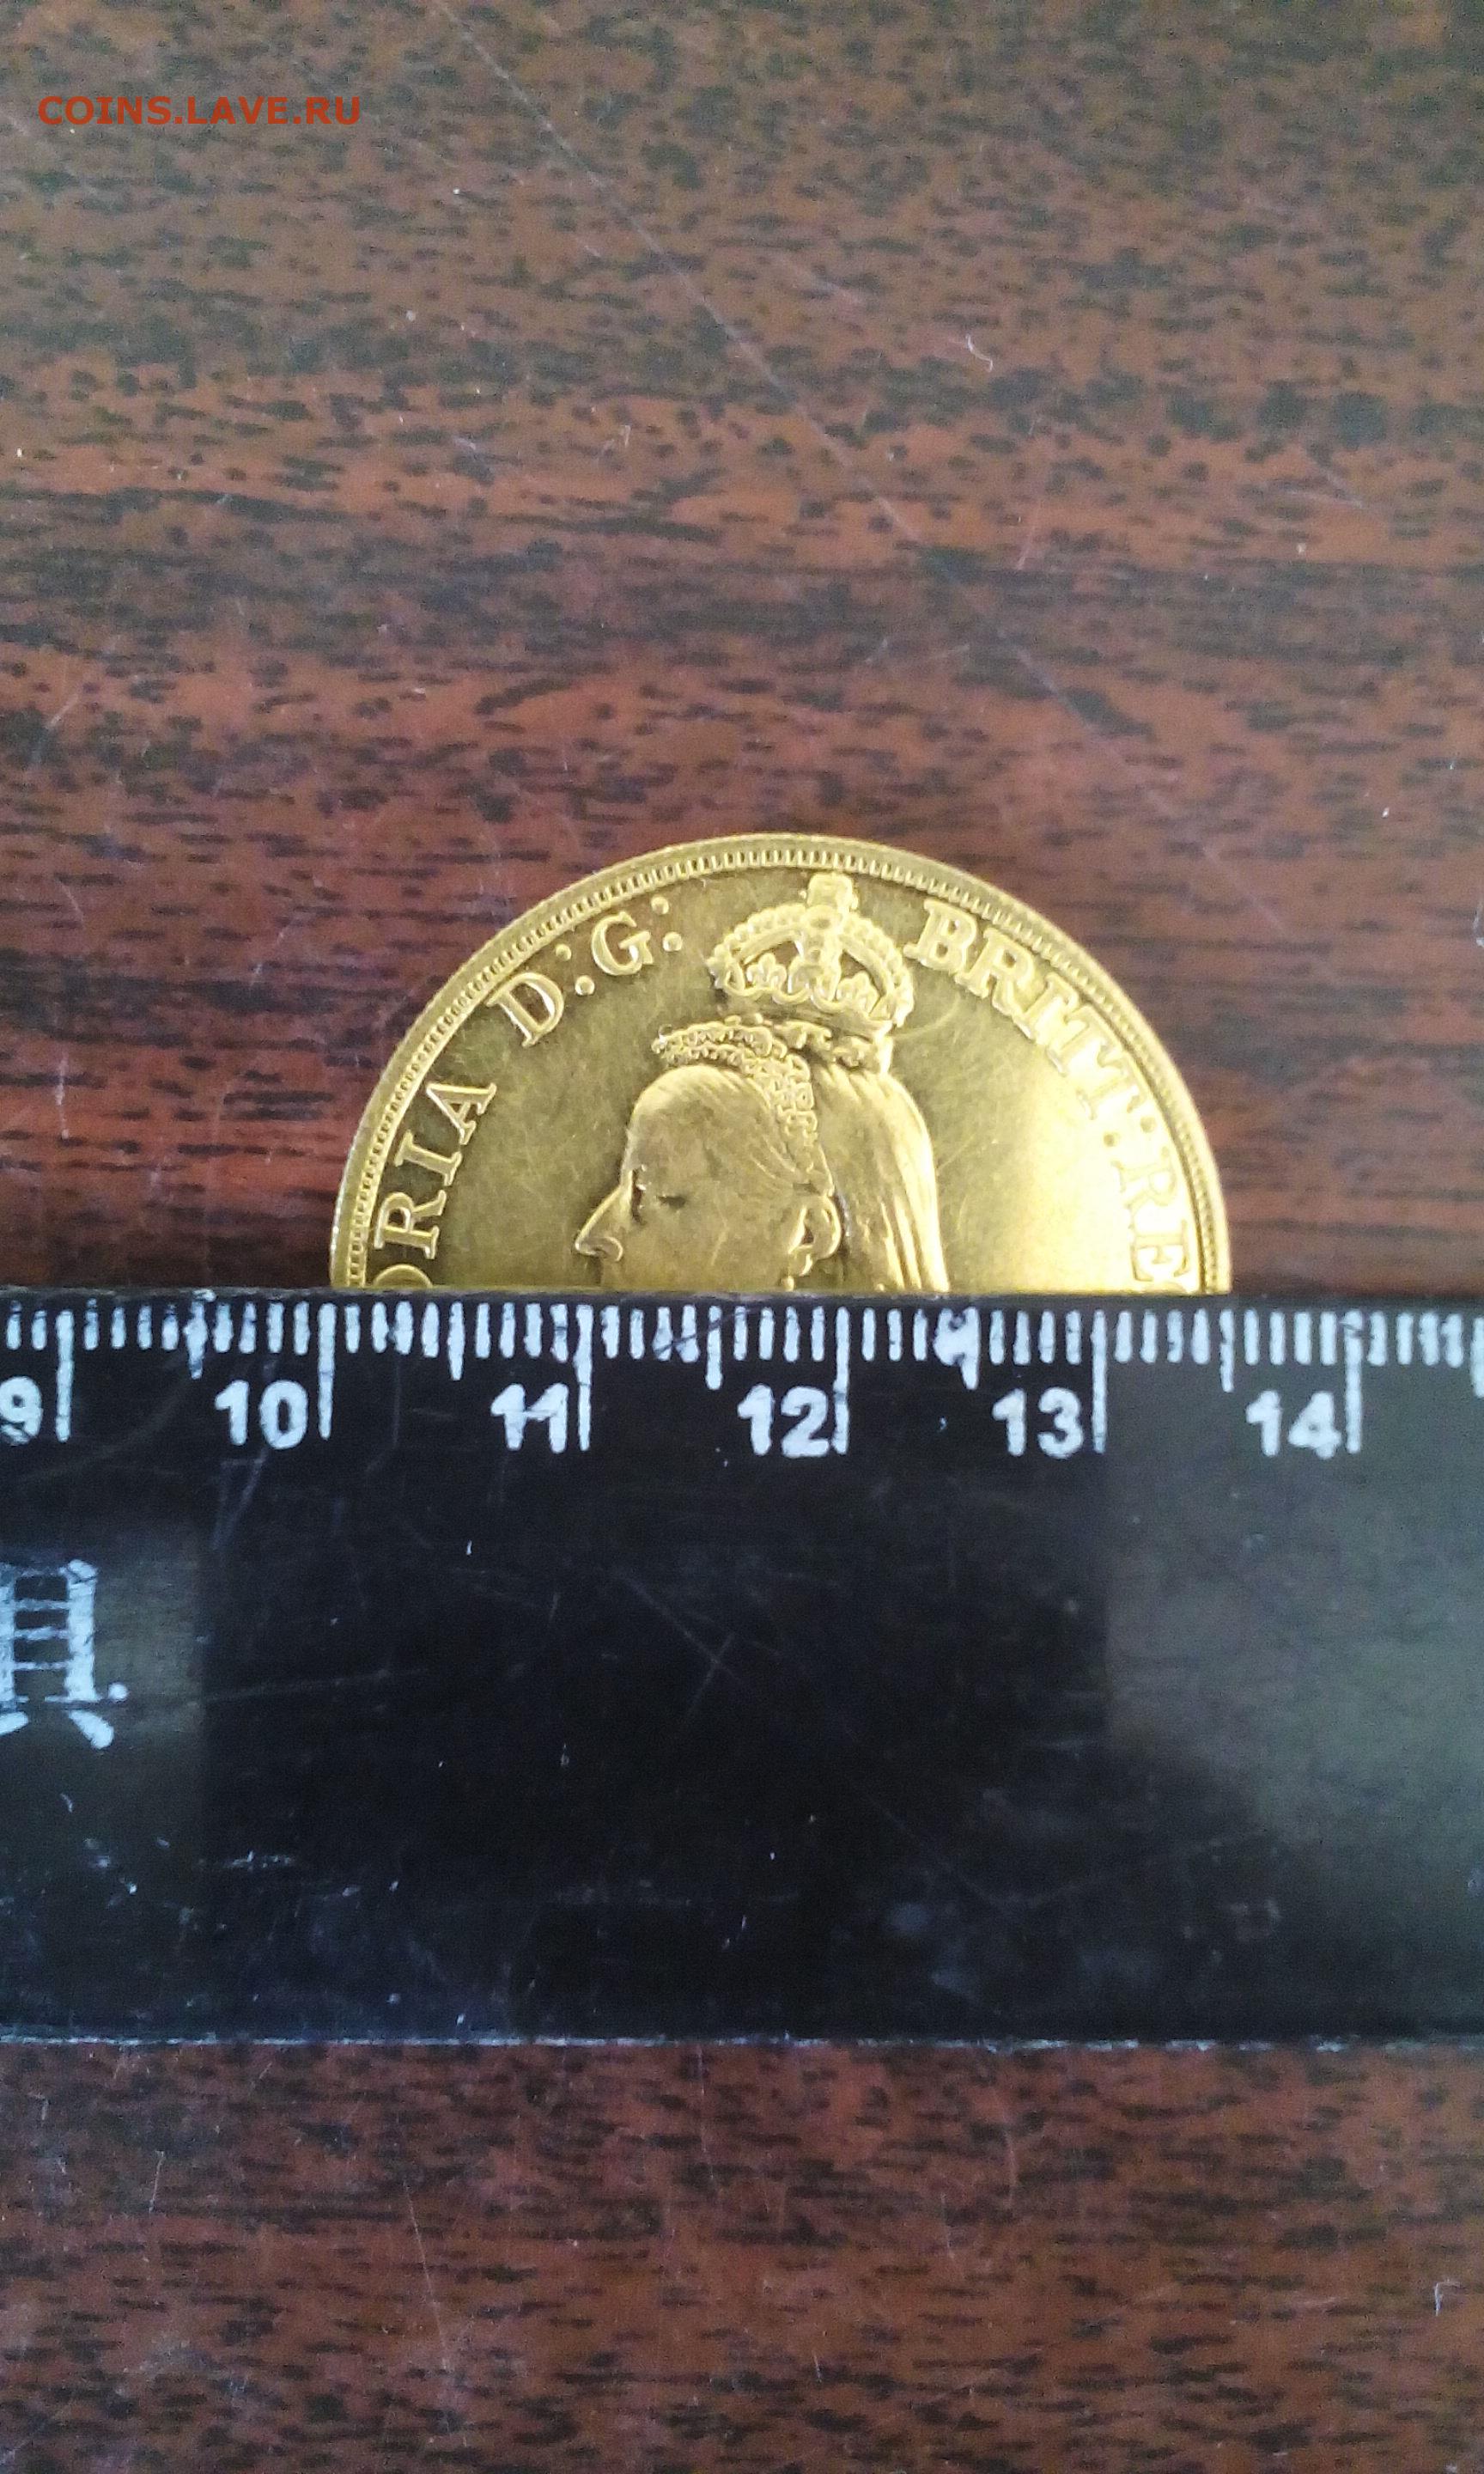 COINS.LAVE.RU
ORIA D:G: BRITT:RE
9 10 11 12 13 14
Ц.